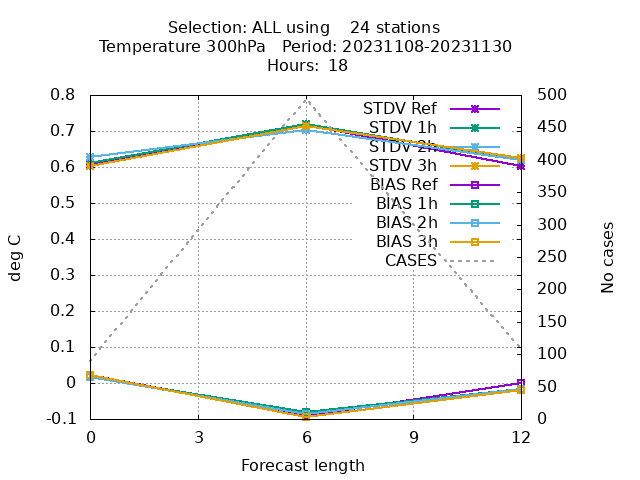 Selection: ALL using 24 stations
Temperature 300hPa Period: 20231108-20231130
Hours: 18
0.8
0.7
0.6
0.5
0.4
0.3
0.2
0.1
0
-0.1
deg C
500
450
400
350
300
250
200
150
100
50
0
No cases
STDV Ref
STDV 1h
STDV 2h
STDV 3h
BIAS Ref
BIAS 1h
BIAS 2h
BIAS 3h
CASES
0 3 6 9 12
Forecast length